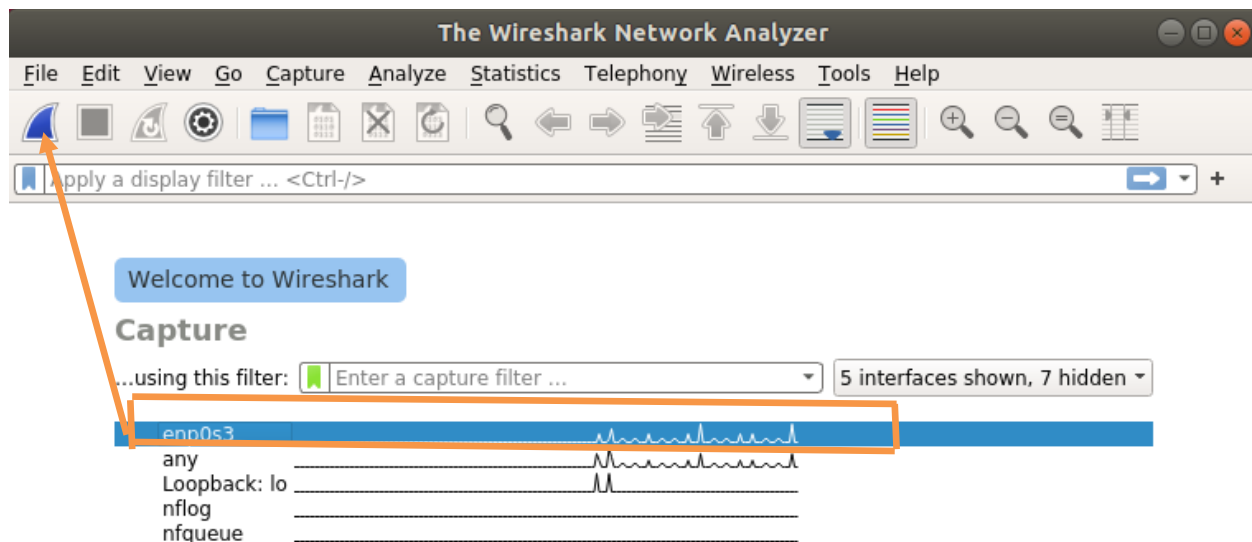 The Wireshark Network Analyzer
File Edit View Go Capture Analyze Statistics Telephony Wireless Tools Help
Apply a display filter ... <Ctrl-/>
Welcome to Wireshark
Capture
...using this filter: Enter a capture filter ... 5 interfaces shown, 7 hidden
enp0s3
any
Loopback: lo
nflog
nfqueue